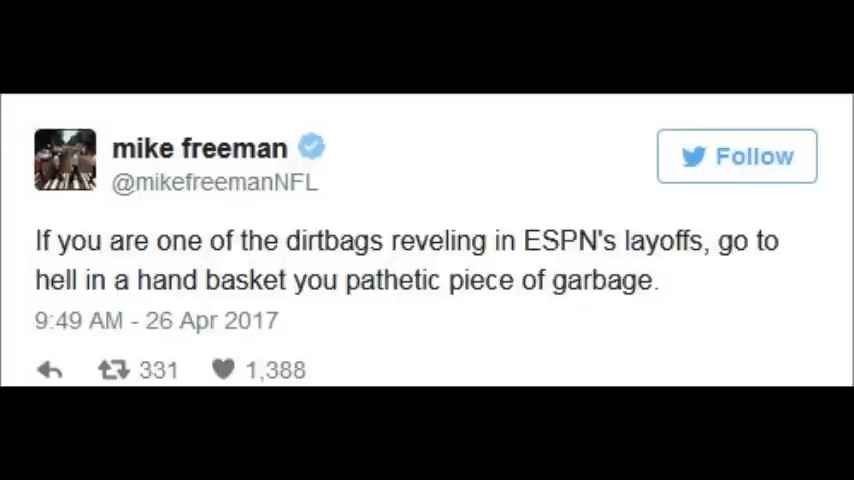 mike freeman
Follow
@mikefreemanNFL
If you are one of the dirtbags reveling in ESPN's layoffs, go to
hell in a hand basket you pathetic piece of garbage.
9:49 AM - 26 Apr 2017
331 1,388